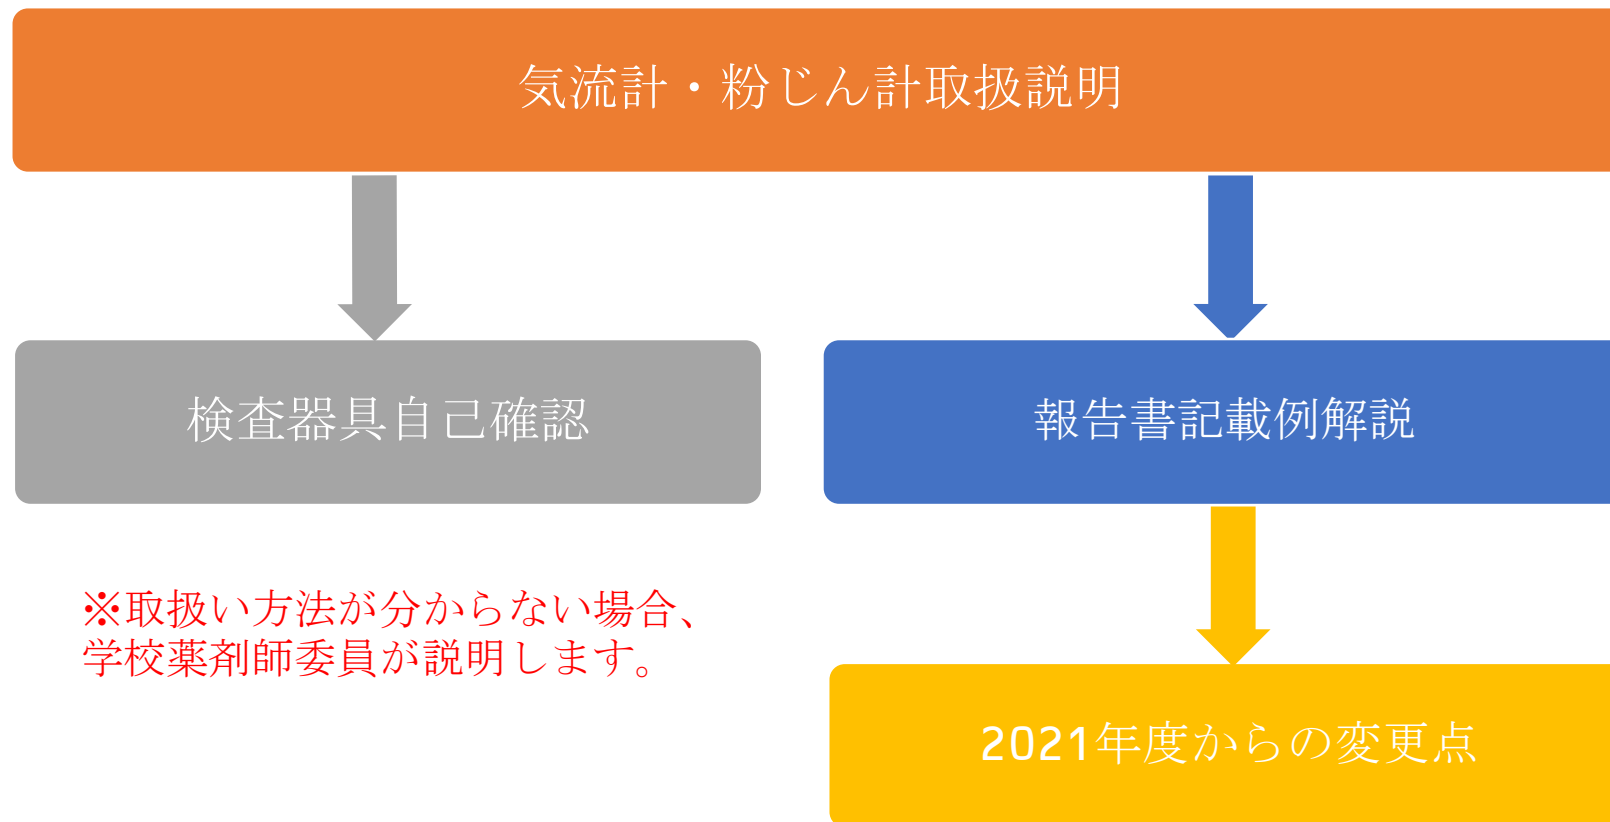 気流計・粉じん計取扱説明
検査器具自己確認
報告書記載例解説
※取扱い方法が分からない場合、
学校薬剤師委員が説明します。
2021年度からの変更点